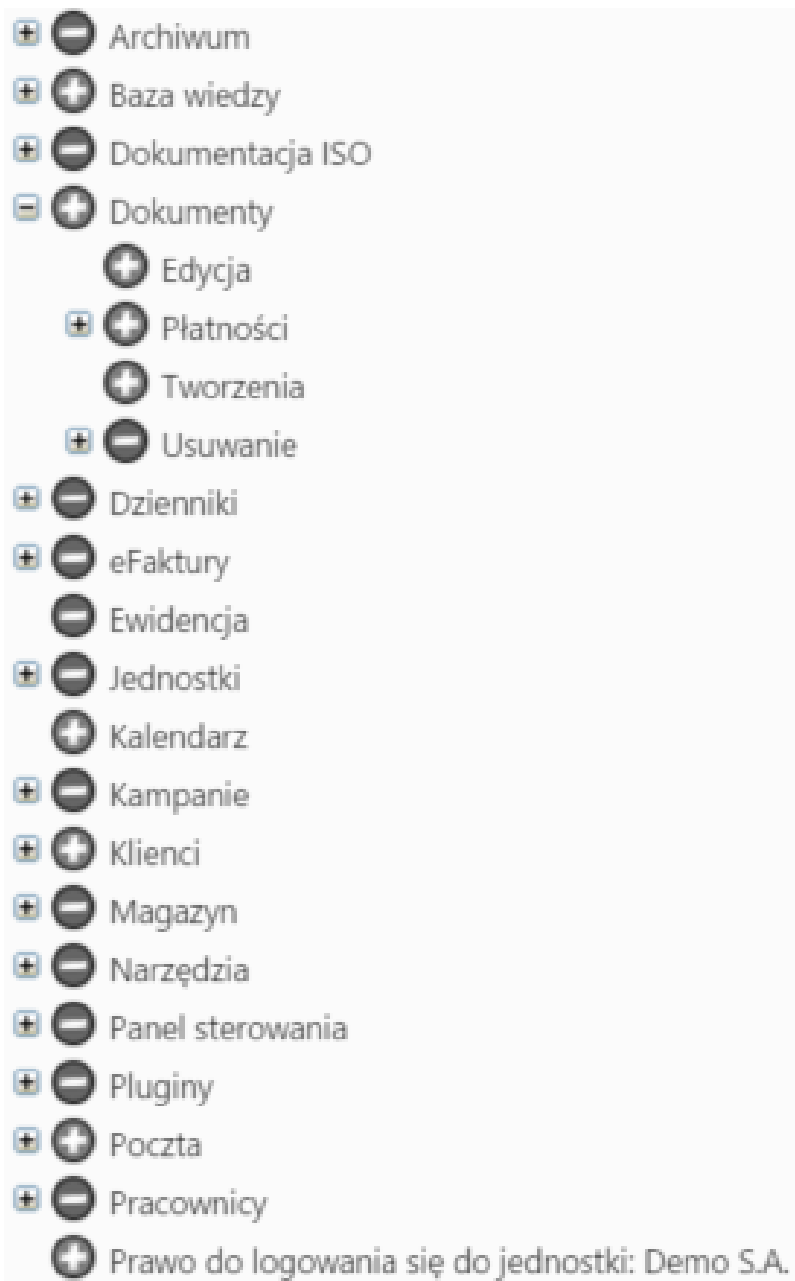 Archiwum
Baza wiedzy
Dokumentacja ISO
Dokumenty
Edycja
Płatności
Tworzenia
Usuwanie
Dzienniki
eFaktury
Ewidencja
Jednostki
Kalendarz
Kampanie
Klienci
Magazyn
Narzędzia
Panel sterowania
Pluginy
Poczta
Pracownicy
Prawo do logowania się do jednostki: Demo S.A.